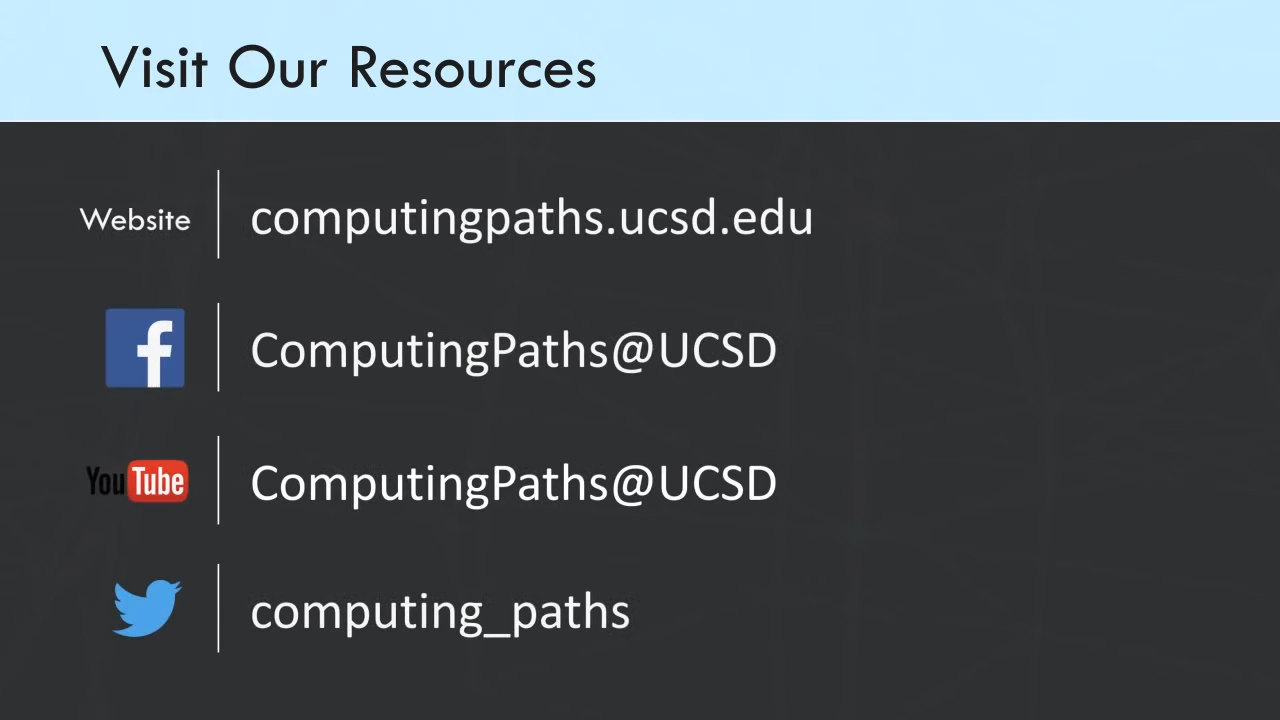 Visit Our Resources
Website
computingpaths.ucsd.edu
f
ComputingPaths@UCSD
YouTube
ComputingPaths@UCSD
computing_paths